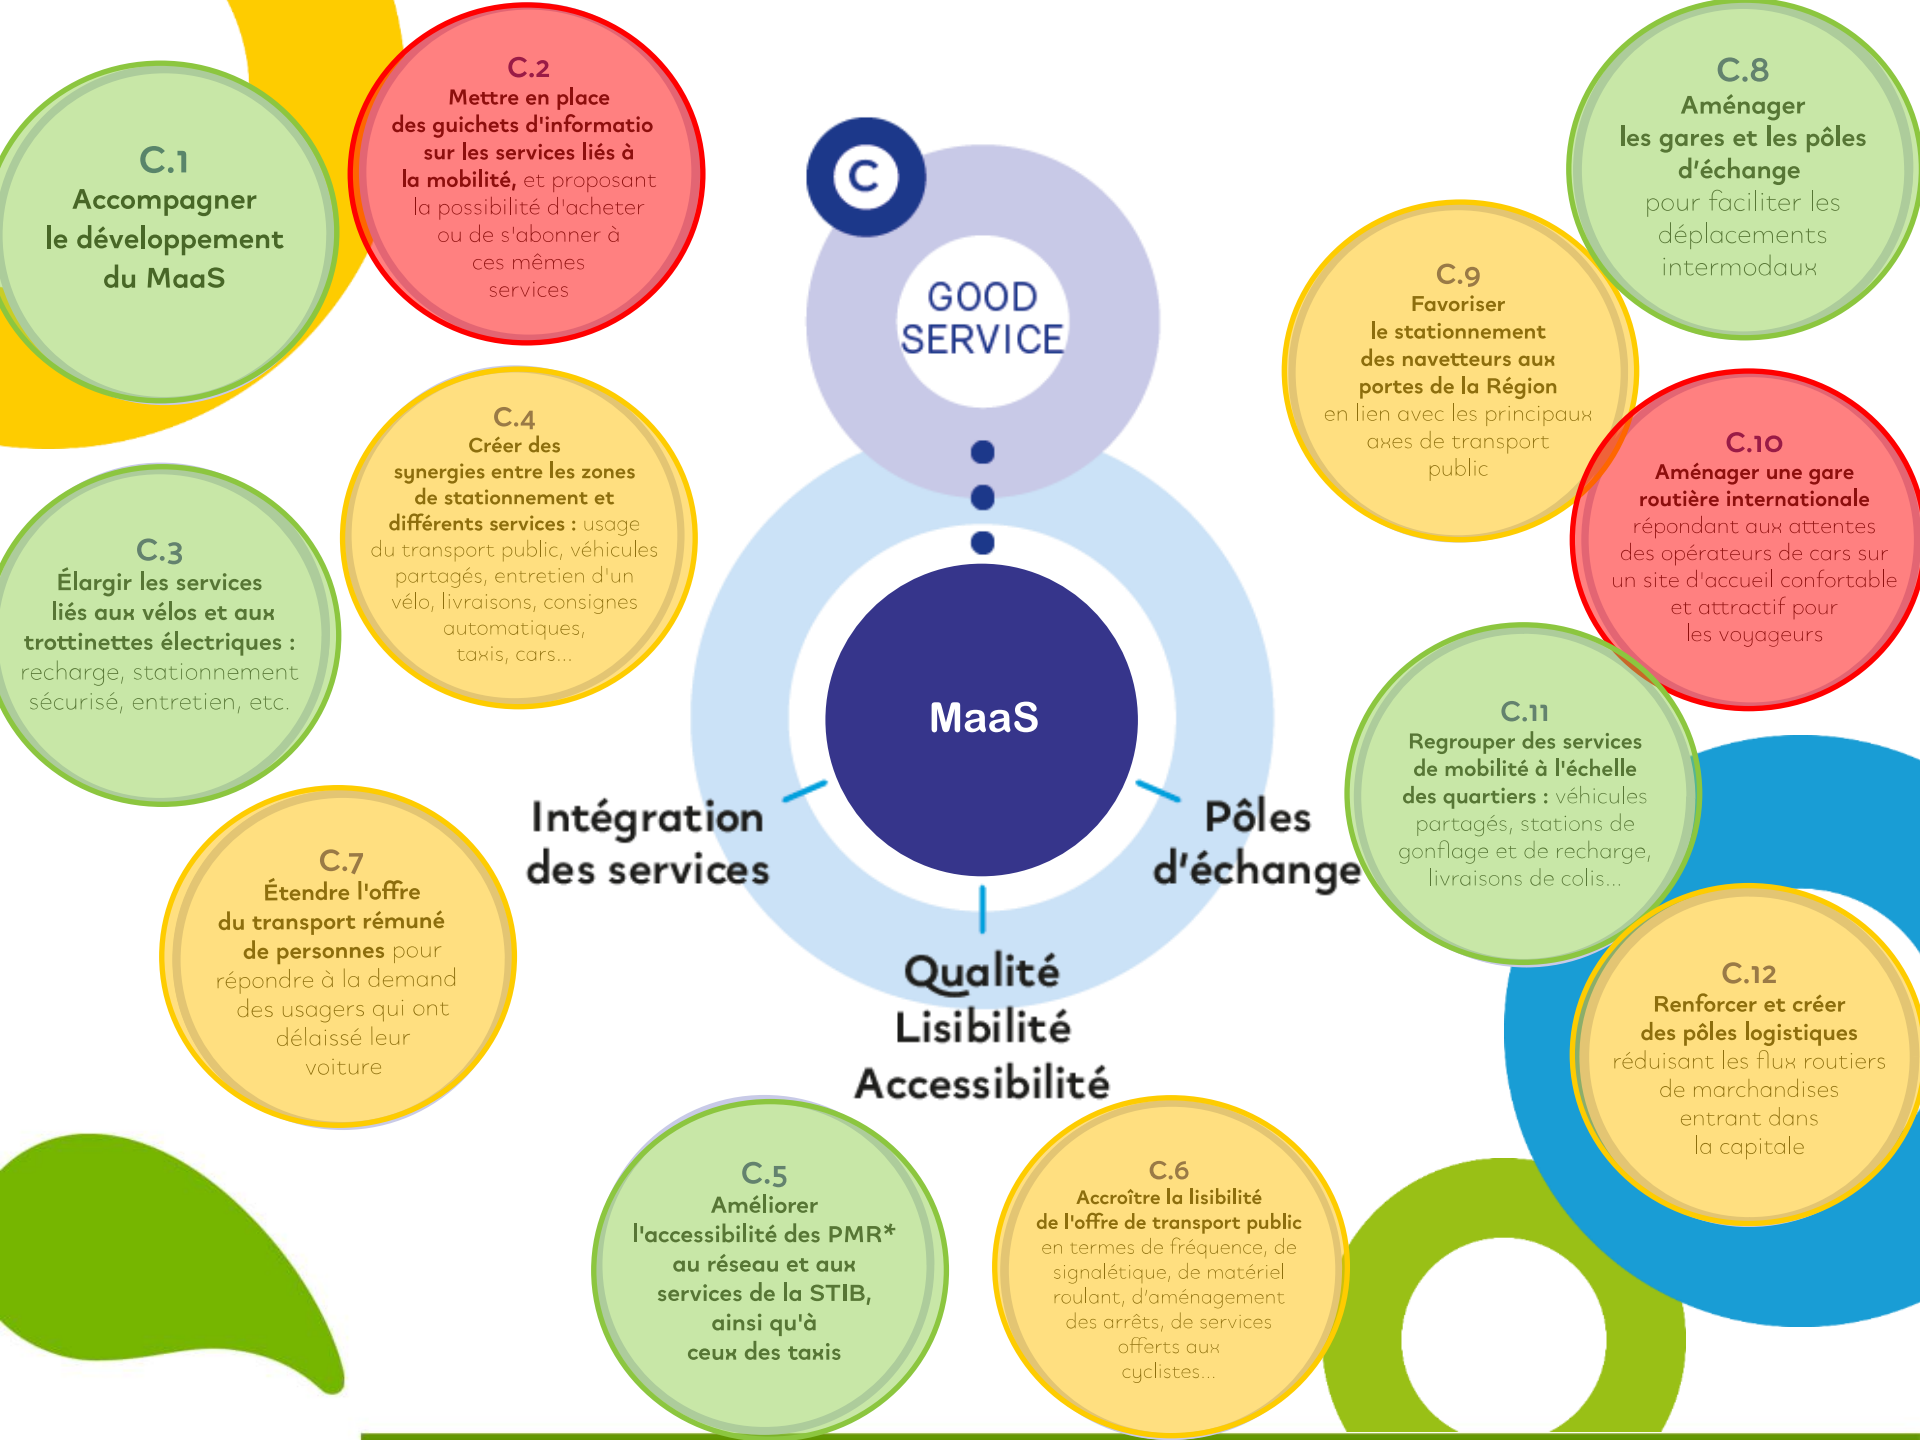 C.1
Accompagner
le développement
du MaaS
C.2
Mettre en place
des guichets d'informatio
sur les services liés à
la mobilité, et proposant
la possibilité d'acheter
ou de s'abonner à
ces mêmes
services
C.3
Élargir les services
liés aux vélos et aux
trottinettes électriques :
recharge, stationnement
sécurisé, entretien, etc.
C.4
Créer des
synergies entre les zones
de stationnement et
différents services : usage
du transport public, véhicules
partagés, entretien d'un
vélo, livraisons, consignes
automatiques,
taxis, cars...
C.7
Étendre l'offre
du transport rémuné
de personnes pour
répondre à la demand
des usagers qui ont
délaissé leur
voiture
C
GOOD
SERVICE
MaaS
Intégration
des services
Pôles
d'échange
Qualité
Lisibilité
Accessibilité
C.5
Améliorer
l'accessibilité des PMR*
au réseau et aux
services de la STIB,
ainsi qu'à
ceux des taxis
C.6
Accroître la lisibilité
de l'offre de transport public
en termes de fréquence, de
signalétique, de matériel
roulant, d'aménagement
des arrêts, de services
offerts aux
cyclistes...
C.8
Aménager
les gares et les pôles
d'échange
pour faciliter les
déplacements
intermodaux
C.9
Favoriser
le stationnement
des navetteurs aux
portes de la Région
en lien avec les principaux
axes de transport
public
C.10
Aménager une gare
routière internationale
répondant aux attentes
des opérateurs de cars sur
un site d'accueil confortable
et attractif pour
les voyageurs
C.11
Regrouper des services
de mobilité à l'échelle
des quartiers : véhicules
partagés, stations de
gonflage et de recharge,
livraisons de colis...
C.12
Renforcer et créer
des pôles logistiques
réduisant les flux routiers
de marchandises
entrant dans
la capitale